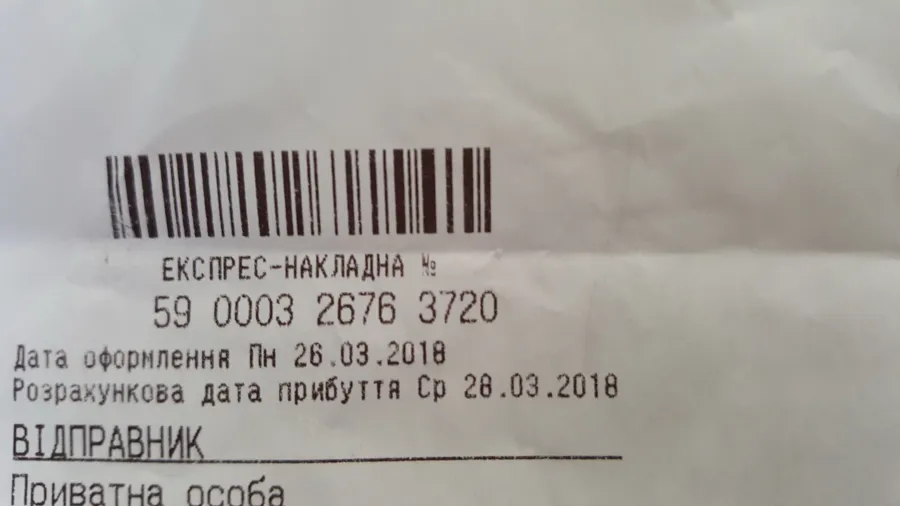 ЕКСПРЕС-НАКЛАДНА №
59 0003 2676 3720
Дата оформлення Пн 26.03.2018
Розрахункова дата прибуття Ср 28.03.2018
ВІДПРАВНИК
Приватна особа